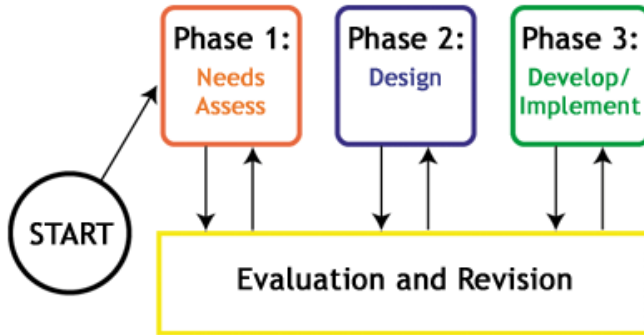 Phase 1:
Needs
Assess
Phase 2:
Design
Phase 3:
Develop/
Implement
START
Evaluation and Revision